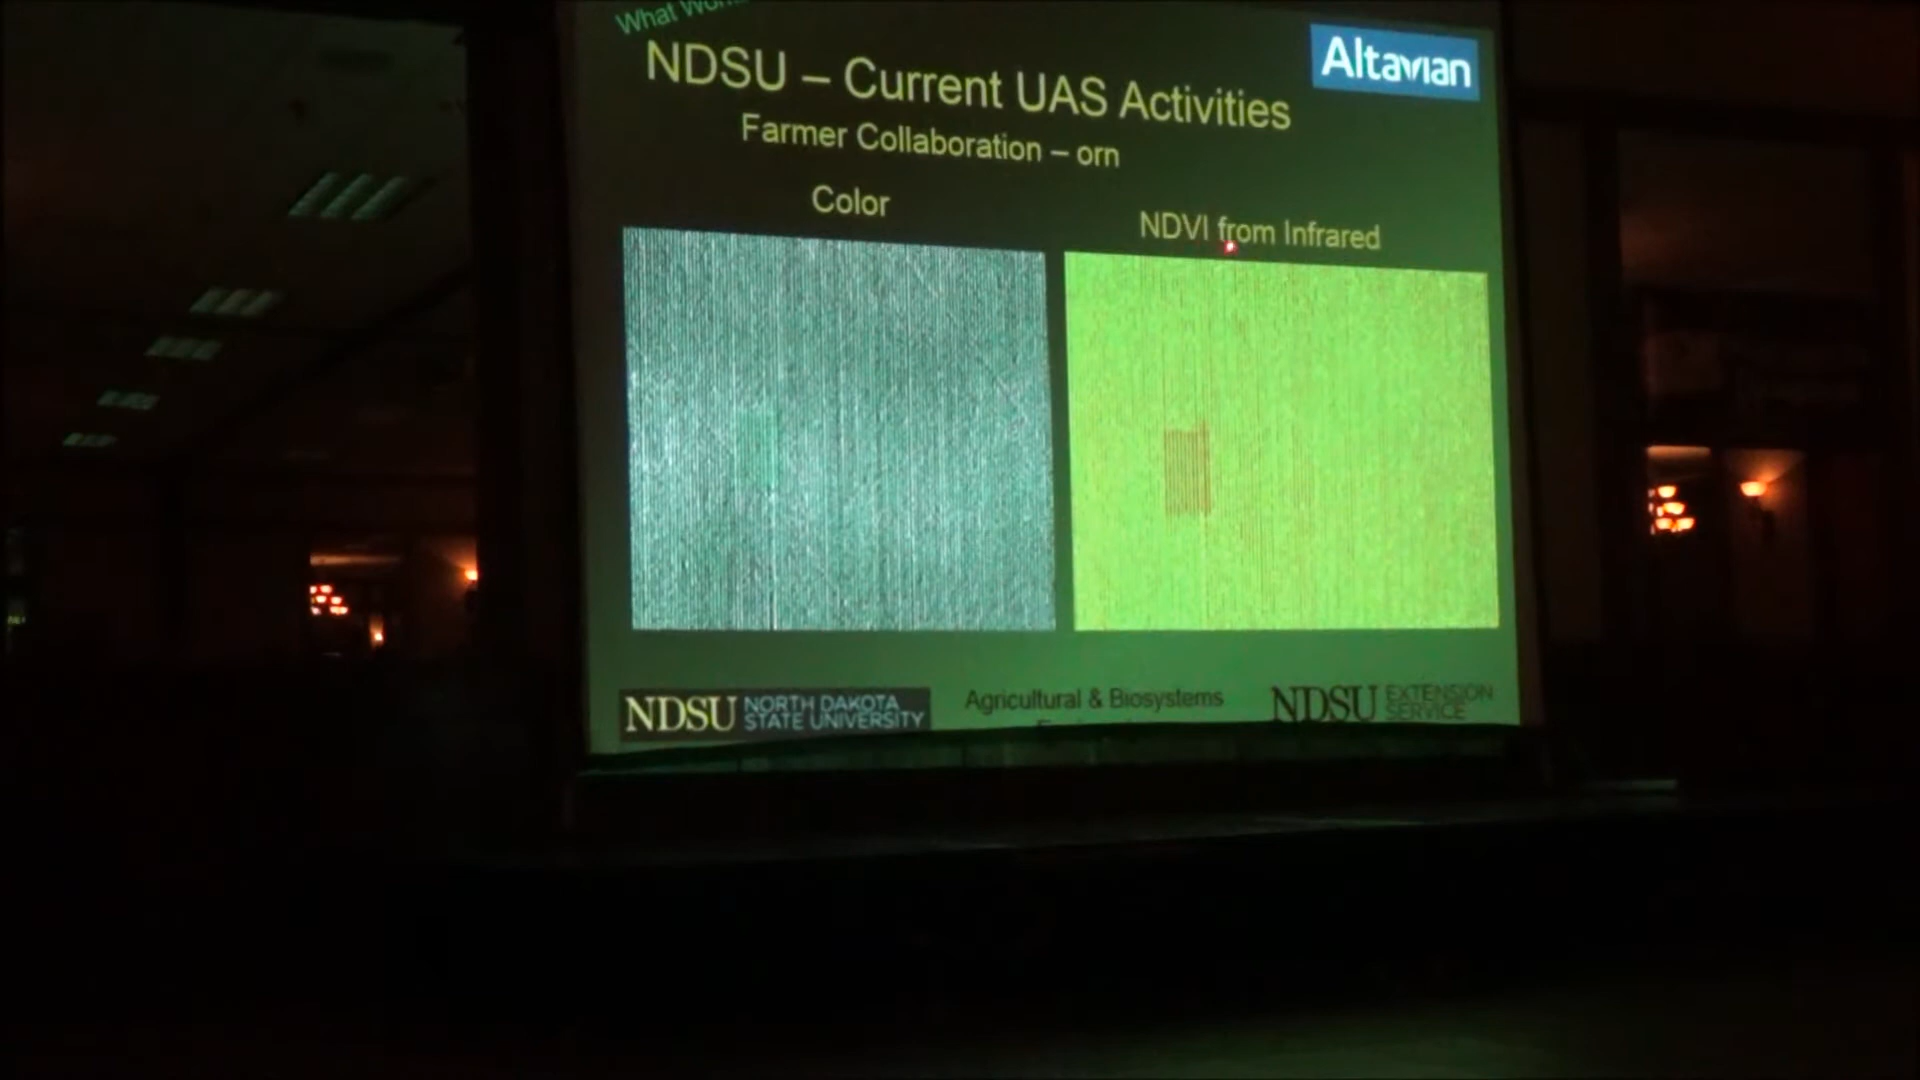 What
NDSU – Current UAS Activities
Altavian
Farmer Collaboration – orn
Color
NDVI from Infrared
NDSU NORTH DAKOTA STATE UNIVERSITY
Agricultural & Biosystems
NDSU EXTENSION SERVICE